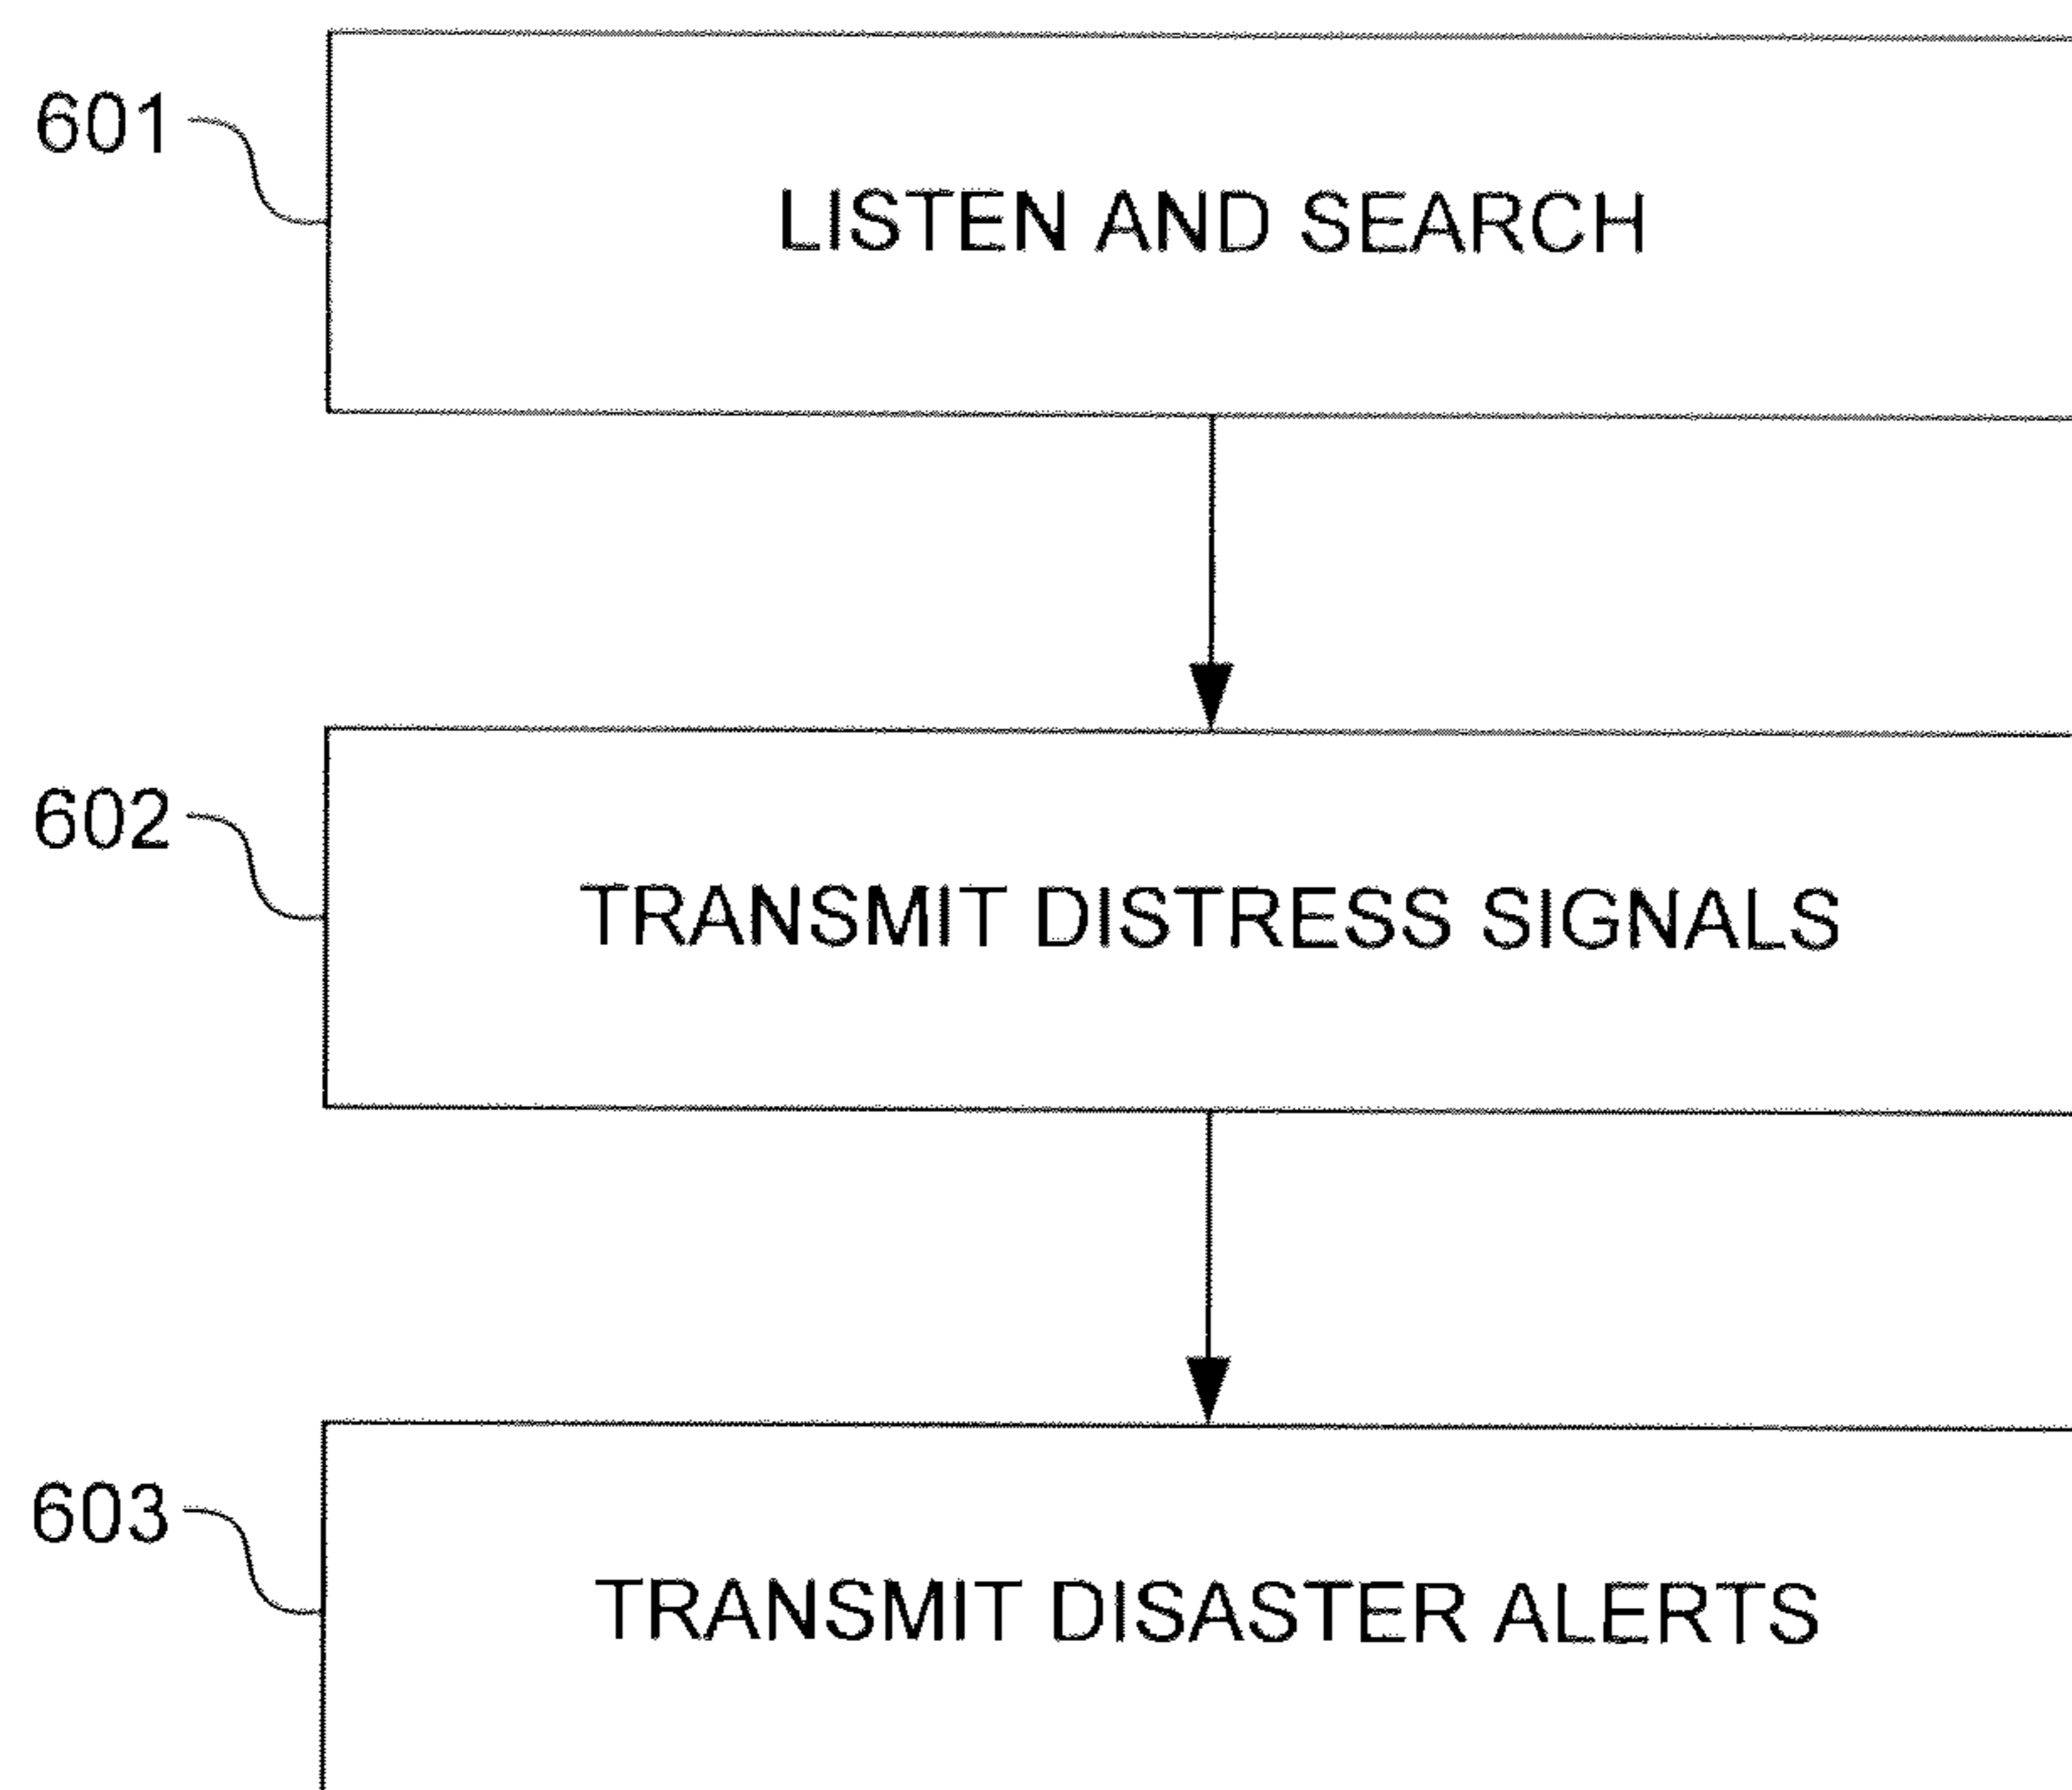 601
LISTEN AND SEARCH
602
TRANSMIT DISTRESS SIGNALS
603
TRANSMIT DISASTER ALERTS